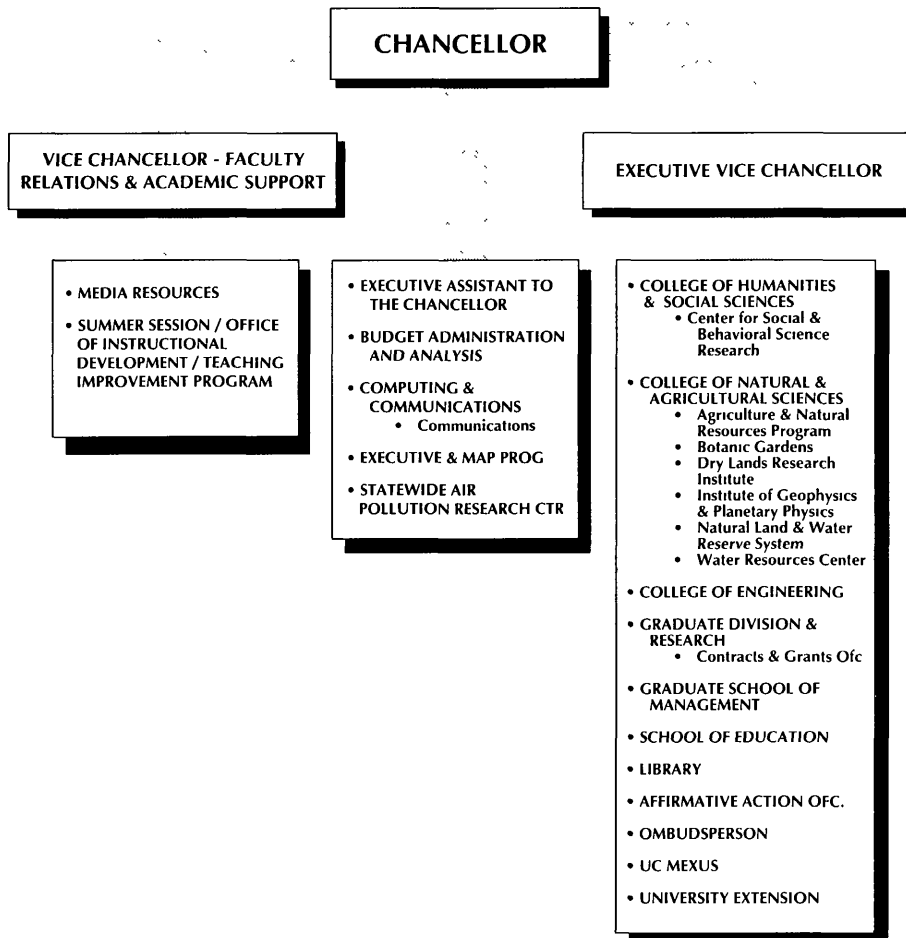 CHANCELLOR
VICE CHANCELLOR - FACULTY
RELATIONS & ACADEMIC SUPPORT
EXECUTIVE VICE CHANCELLOR
• MEDIA RESOURCES
• SUMMER SESSION / OFFICE
OF INSTRUCTIONAL
DEVELOPMENT / TEACHING
IMPROVEMENT PROGRAM
• EXECUTIVE ASSISTANT TO
THE CHANCELLOR
• BUDGET ADMINISTRATION
AND ANALYSIS
• COMPUTING &
COMMUNICATIONS
• Communications
• EXECUTIVE & MAP PROG
• STATEWIDE AIR
POLLUTION RESEARCH CTR
• COLLEGE OF HUMANITIES
& SOCIAL SCIENCES
• Center for Social &
Behavioral Science
Research
• COLLEGE OF NATURAL &
AGRICULTURAL SCIENCES
• Agriculture & Natural
Resources Program
• Botanic Gardens
• Dry Lands Research
Institute
• Institute of Geophysics
& Planetary Physics
• Natural Land & Water
Reserve System
• Water Resources Center
• COLLEGE OF ENGINEERING
• GRADUATE DIVISION &
RESEARCH
• Contracts & Grants Ofc
• GRADUATE SCHOOL OF
MANAGEMENT
• SCHOOL OF EDUCATION
• LIBRARY
• AFFIRMATIVE ACTION OFC.
• OMBUDSPERSON
• UC MEXUS
• UNIVERSITY EXTENSION